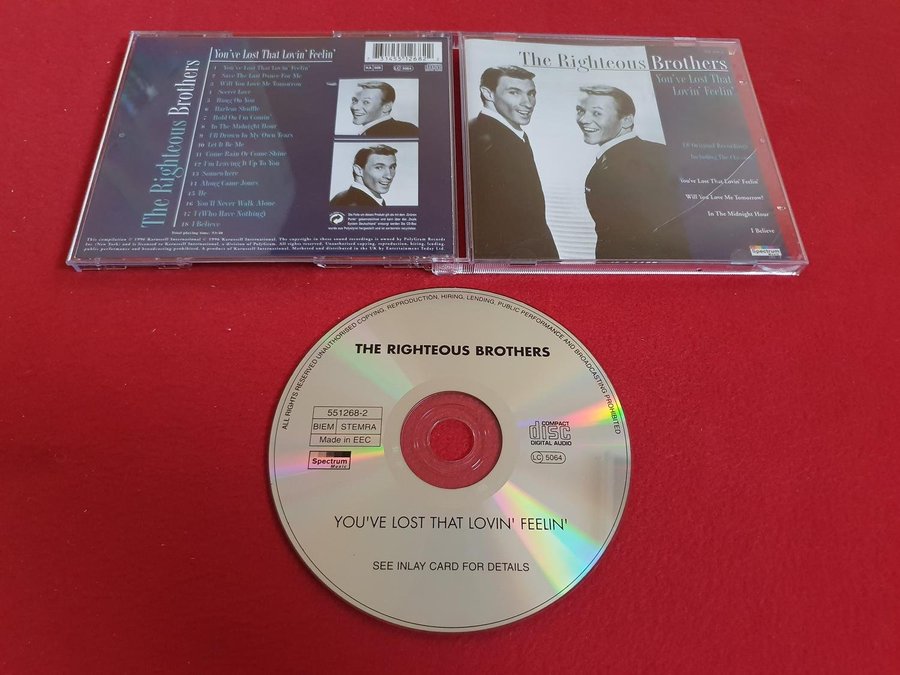 The Righteous Brothers
You've Lost That Lovin' Feelin'
1 You've Lost That Lovin' Feelin'
2 Save The Last Dance For Me
3 Will You Love Me Tomorrow
4 Secret Love
5 Hung On You
6 Harlem Shuffle
7 Hold On I'm Comin'
8 In The Midnight Hour
9 I'll Drown In My Own Tears
10 Let It Be Me
11 Come Rain Or Come Shine
12 I'm Leaving It Up To You
13 Somewhere
14 Along Came Jones
15 He
16 You'll Never Walk Alone
17 I (Who Have Nothing)
18 I Believe
The Righteous Brothers
You've Lost That
Lovin' Feelin'
18 Original Recordings
Including The
You've Lost That Lovin' Feelin'
Will You Love Me Tomorrow?
In The Midnight Hour
I Believe
Spectrum
ALL RIGHTS RESERVED UNAUTHORISED COPYING, REPRODUCTION, HIRING, LENDING, PUBLIC PERFORMANCE AND BROADCASTING PROHIBITED
THE RIGHTEOUS BROTHERS
551268-2
BIEM STEMRA
Made in EEC
Spectrum
Music
COMPACT
disc
DIGITAL AUDIO
LC 5064
YOU'VE LOST THAT LOVIN' FEELIN'
SEE INLAY CARD FOR DETAILS